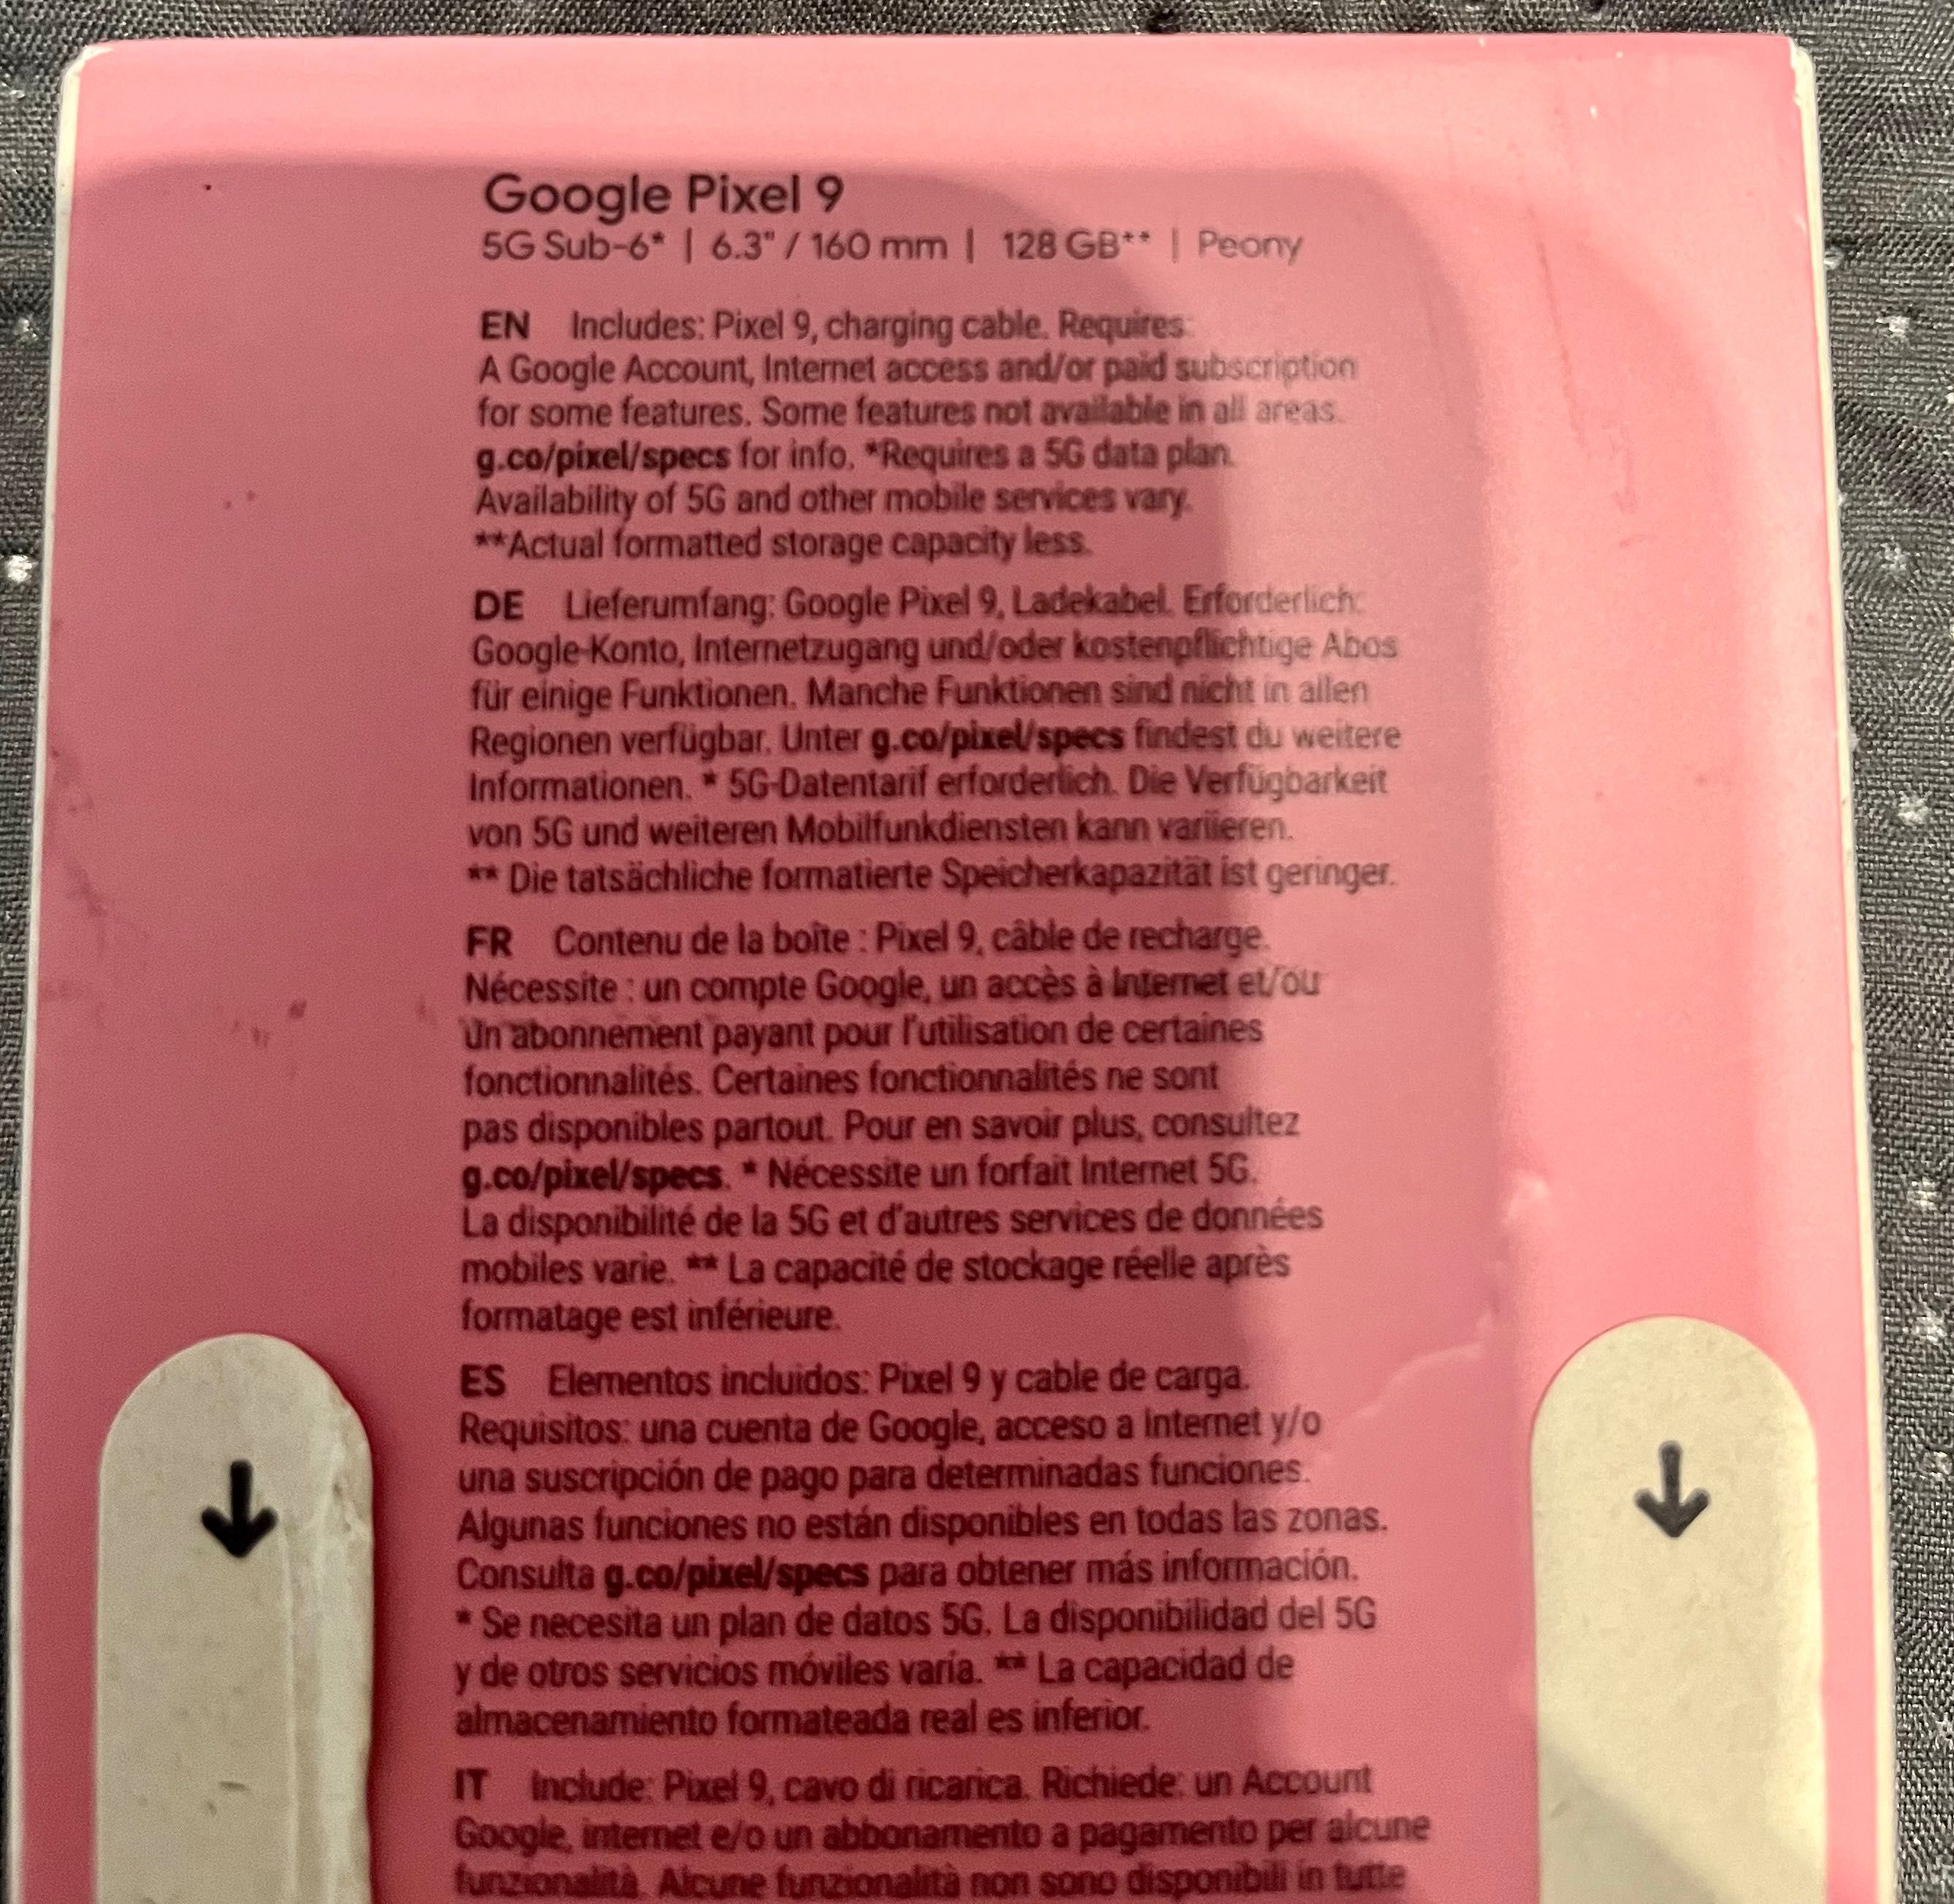 Google Pixel 9
5G Sub-6* | 6.3" / 160 mm | 128 GB** | Peony
EN Includes: Pixel 9, charging cable. Requires:
A Google Account, Internet access and/or paid subscription
for some features. Some features not available in all areas.
g.co/pixel/specs for info. *Requires a 5G data plan.
Availability of 5G and other mobile services vary.
**Actual formatted storage capacity less.
DE Lieferumfang: Google Pixel 9, Ladekabel. Erforderlich:
Google-Konto, Internetzugang und/oder kostenpflichtige Abos
für einige Funktionen. Manche Funktionen sind nicht in allen
Regionen verfügbar. Unter g.co/pixel/specs findest du weitere
Informationen. * 5G-Datentarif erforderlich. Die Verfügbarkeit
von 5G und weiteren Mobilfunkdiensten kann variieren.
** Die tatsächliche formatierte Speicherkapazität ist geringer.
FR Contenu de la boîte : Pixel 9, câble de recharge.
Nécessite : un compte Google, un accès à Internet et/ou
un abonnement payant pour l'utilisation de certaines
fonctionnalités. Certaines fonctionnalités ne sont
pas disponibles partout. Pour en savoir plus, consultez
g.co/pixel/specs. * Nécessite un forfait Internet 5G.
La disponibilité de la 5G et d'autres services de données
mobiles varie. ** La capacité de stockage réelle après
formatage est inférieure.
ES Elementos incluidos: Pixel 9 y cable de carga.
Requisitos: una cuenta de Google, acceso a Internet y/o
una suscripción de pago para determinadas funciones.
Algunas funciones no están disponibles en todas las zonas.
Consulta g.co/pixel/specs para obtener más información.
* Se necesita un plan de datos 5G. La disponibilidad del 5G
y de otros servicios móviles varía. ** La capacidad de
almacenamiento formateada real es inferior.
IT Include: Pixel 9, cavo di ricarica. Richiede: un Account
Google, internet e/o un abbonamento a pagamento per alcune
funzionalità. Alcune funzionalità non sono disponibili in tutte